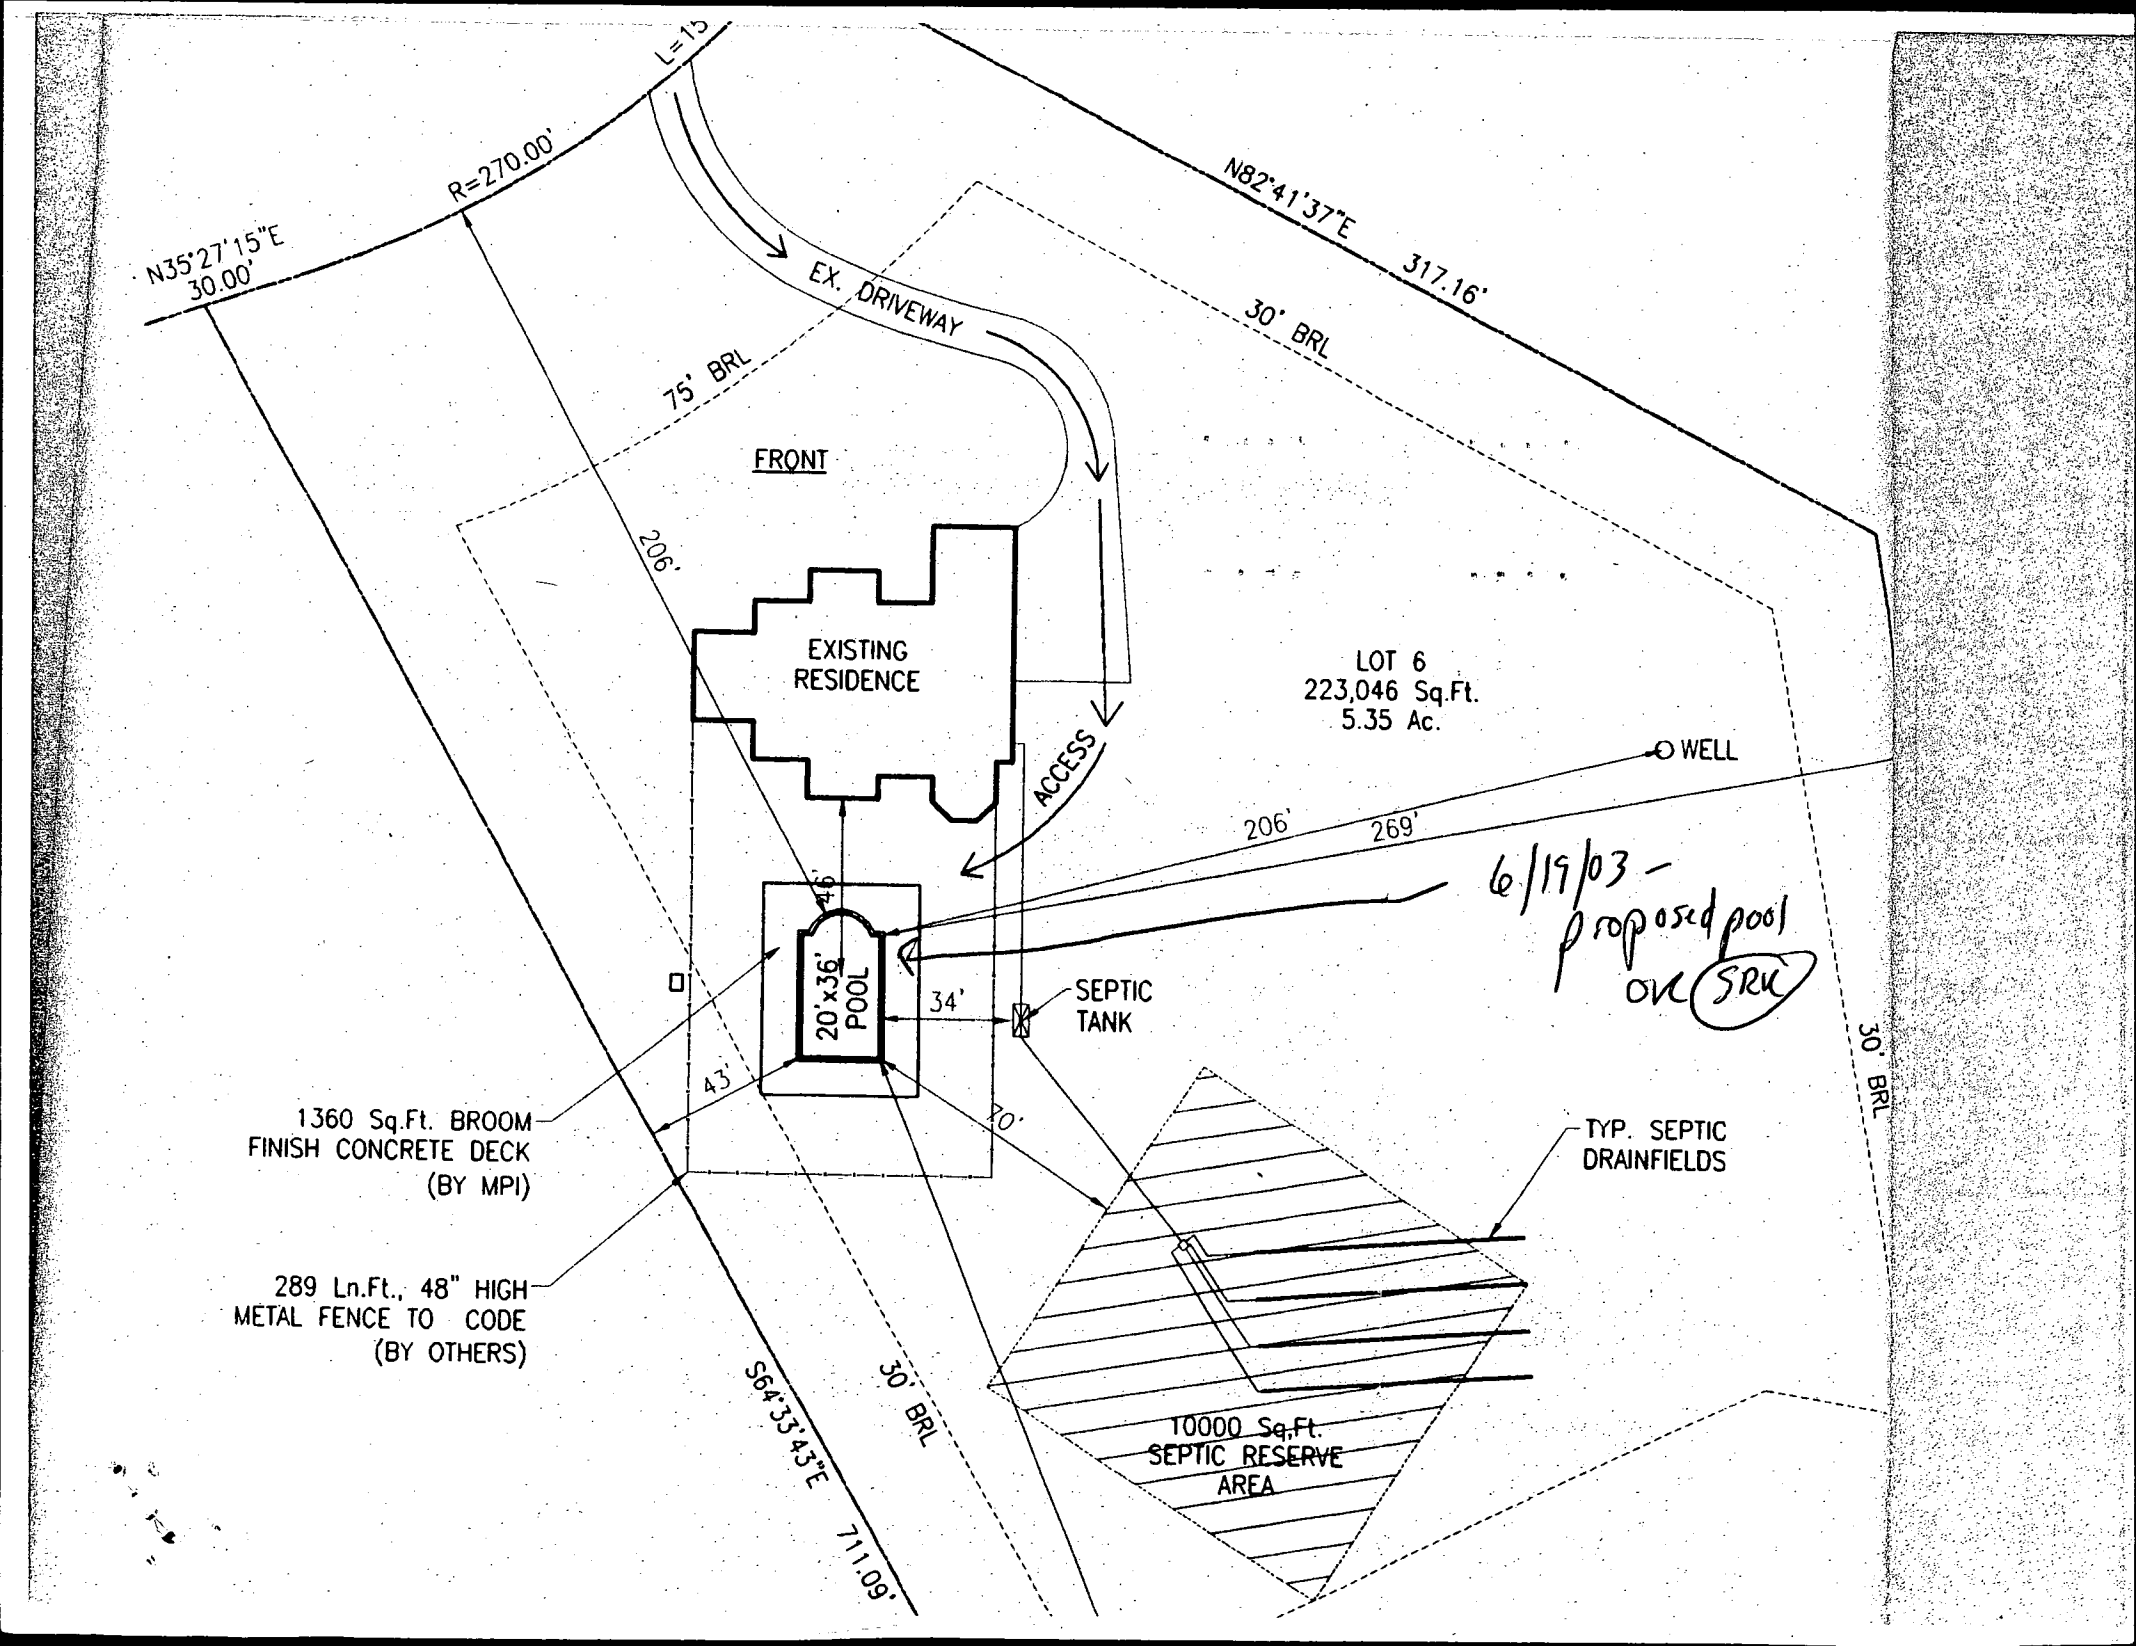 L=15
R=270.00'
N35°27'15"E
30.00'
N82°41'37"E
317.16'
EX. DRIVEWAY
30' BRL
75' BRL
FRONT
206'
EXISTING
RESIDENCE
LOT 6
223,046 Sq.Ft.
5.35 Ac.
WELL
ACCESS
206'
269'
46'
6/19/03 -
proposed pool
OK SRK
20'x36'
POOL
34'
SEPTIC
TANK
30' BRL
43'
70'
1360 Sq.Ft. BROOM
FINISH CONCRETE DECK
(BY MPI)
TYP. SEPTIC
DRAINFIELDS
289 Ln.Ft., 48" HIGH
METAL FENCE TO CODE
(BY OTHERS)
S64°33'43"E
711.09'
30' BRL
10000 Sq.Ft.
SEPTIC RESERVE
AREA